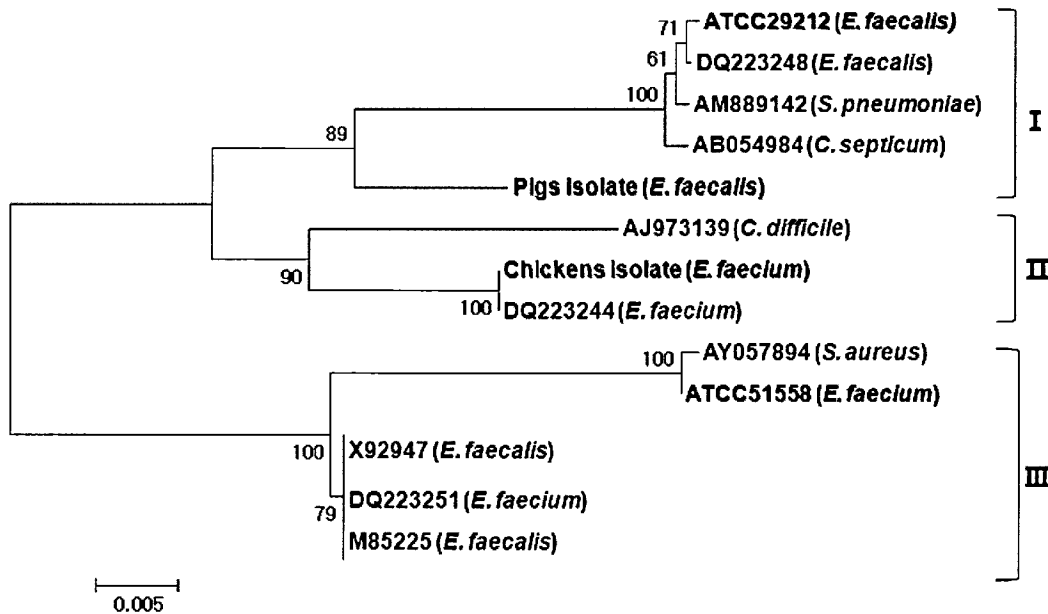 71
ATCC29212 (E. faecalis)
61
DQ223248 (E. faecalis)
100
AM889142 (S. pneumoniae)
I
89
AB054984 (C. septicum)
Pigs isolate (E. faecalis)
AJ973139 (C. difficile)
90
Chickens isolate (E. faecium)
II
100
DQ223244 (E. faecium)
100
AY057894 (S. aureus)
ATCC51558 (E. faecium)
100
X92947 (E. faecalis)
III
79
DQ223251 (E. faecium)
M85225 (E. faecalis)
0.005